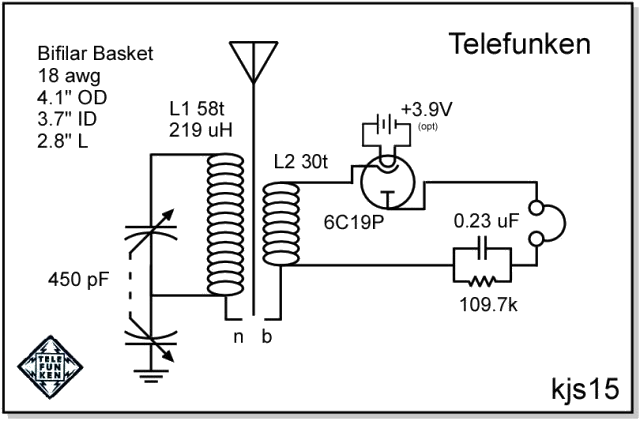 Telefunken
Bifilar Basket
18 awg
4.1" OD
3.7" ID
2.8" L
L1 58t
219 uH
L2 30t
+3.9V
(opt)
6C19P
0.23 uF
109.7k
450 pF
n b
TELE
FUN
KEN
kjs15